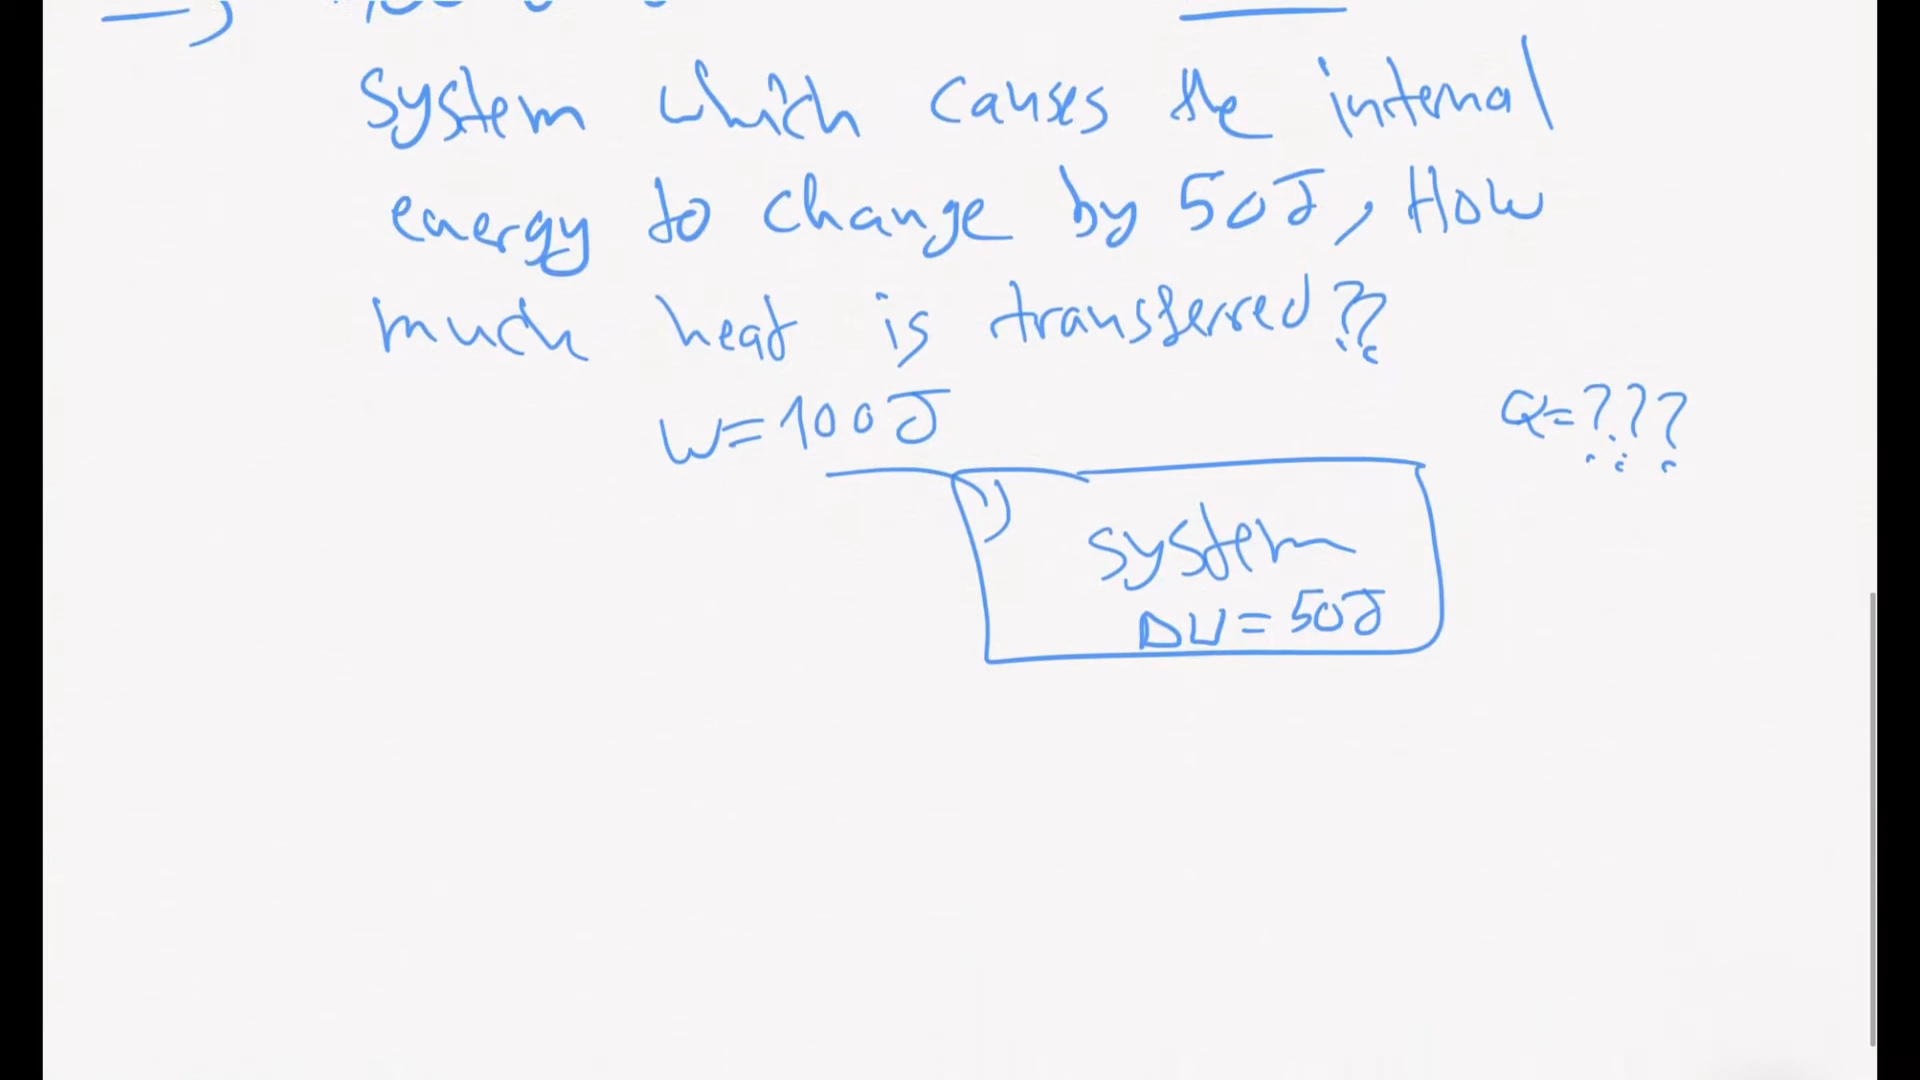 system which causes the internal
energy to change by 50J, How
much heat is transferred??
W=100J
Q=???
system
ΔU=50J